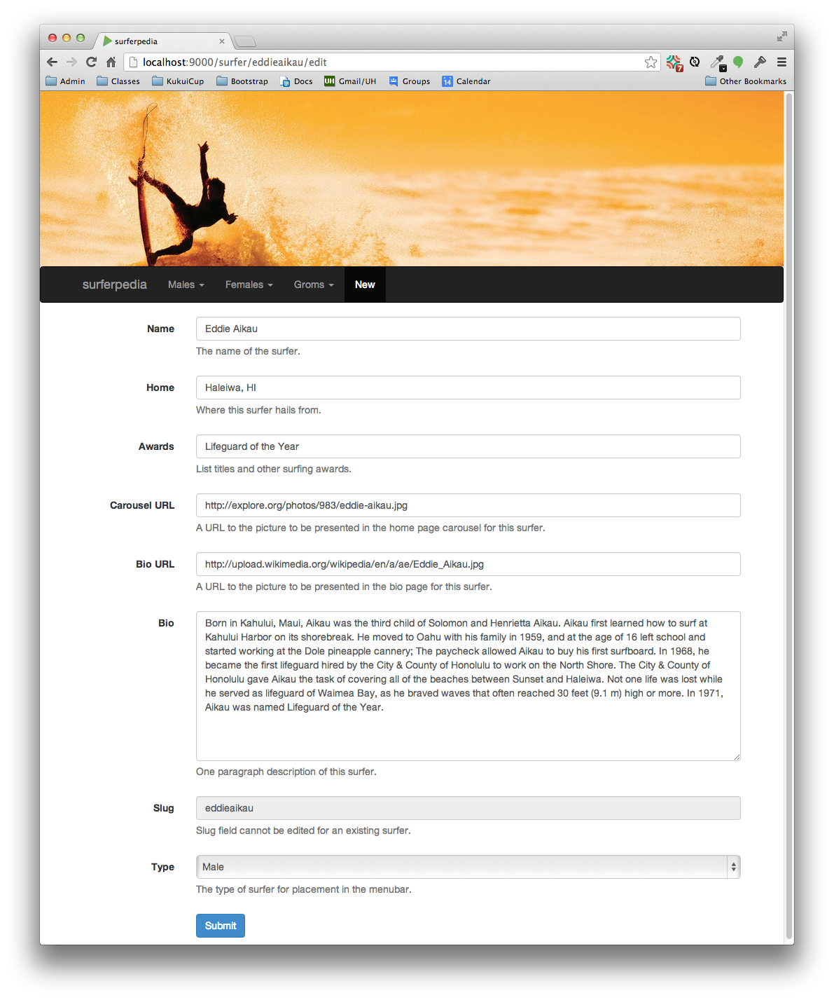 surferpedia
localhost:9000/surfer/eddieaikau/edit
7
Admin Classes KukuiCup Bootstrap Docs UH Gmail/UH Groups 14 Calendar Other Bookmarks
surferpedia Males Females Groms New
Name Eddie Aikau
The name of the surfer.
Home Haleiwa, HI
Where this surfer hails from.
Awards Lifeguard of the Year
List titles and other surfing awards.
Carousel URL http://explore.org/photos/983/eddie-aikau.jpg
A URL to the picture to be presented in the home page carousel for this surfer.
Bio URL http://upload.wikimedia.org/wikipedia/en/a/ae/Eddie_Aikau.jpg
A URL to the picture to be presented in the bio page for this surfer.
Bio Born in Kahului, Maui, Aikau was the third child of Solomon and Henrietta Aikau. Aikau first learned how to surf at
Kahului Harbor on its shorebreak. He moved to Oahu with his family in 1959, and at the age of 16 left school and
started working at the Dole pineapple cannery; The paycheck allowed Aikau to buy his first surfboard. In 1968, he
became the first lifeguard hired by the City & County of Honolulu to work on the North Shore. The City & County of
Honolulu gave Aikau the task of covering all of the beaches between Sunset and Haleiwa. Not one life was lost while
he served as lifeguard of Waimea Bay, as he braved waves that often reached 30 feet (9.1 m) high or more. In 1971,
Aikau was named Lifeguard of the Year.
One paragraph description of this surfer.
Slug eddieaikau
Slug field cannot be edited for an existing surfer.
Type Male
The type of surfer for placement in the menubar.
Submit